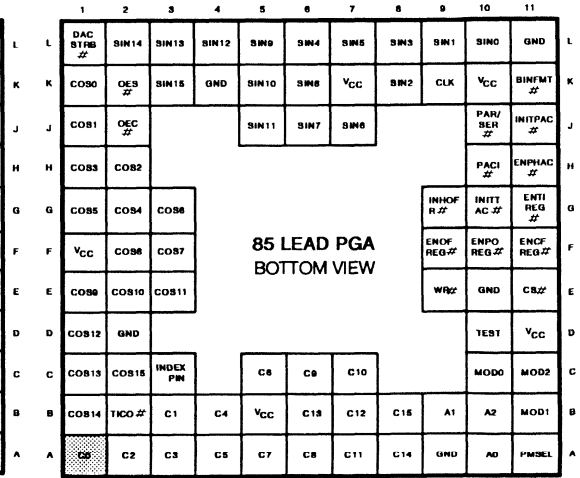 1 2 3 4 5 6 7 8 9 10 11
L L DAC STRB # SIN14 SIN13 SIN12 SIN9 SIN4 SIN5 SIN3 SIN1 SIN0 GND L
K K COS0 OES # SIN15 GND SIN10 SIN8 VCC SIN2 CLK VCC BINFMT # K
J J COS1 OEC # SIN11 SIN7 SIN6 PAR/ SER # INITPAC # J
H H COS3 COS2 PACI # ENPHAC # H
G G COS5 COS4 COS6 INHOF R # INITT AC # ENTI REG # G
F F VCC COS8 COS7 ENOF REG # ENPO REG # ENCF REG # F
85 LEAD PGA
BOTTOM VIEW
E E COS9 COS10 COS11 WR# GND CS# E
D D COS12 GND TEST VCC D
C C COS13 COS15 INDEX PIN C6 C9 C10 MOD0 MOD2 C
B B COS14 TICO # C1 C4 VCC C13 C12 C15 A1 A2 MOD1 B
A A C0 C2 C3 C5 C7 C8 C11 C14 GND A0 PMSEL A